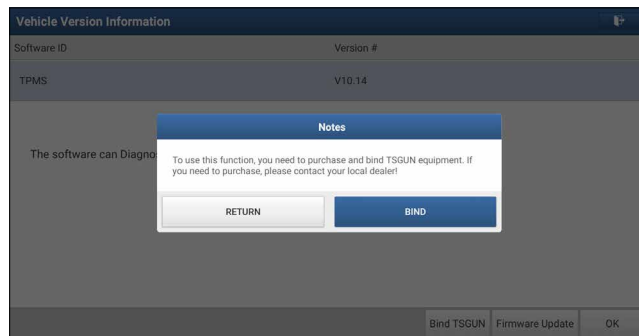 Vehicle Version Information
Software ID Version #
TPMS V10.14
Notes
The software can Diagno
To use this function, you need to purchase and bind TSGUN equipment. If
you need to purchase, please contact your local dealer!
RETURN BIND
Bind TSGUN Firmware Update OK